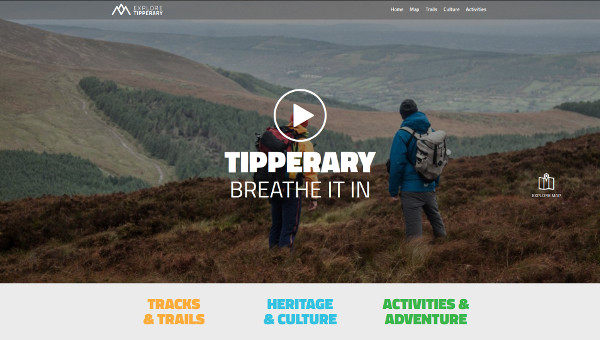 EXPLORE
TIPPERARY
Home Map Trails Culture Activities
TIPPERARY
BREATHE IT IN
EXPLORE MAP
TRACKS
& TRAILS
HERITAGE
& CULTURE
ACTIVITIES &
ADVENTURE